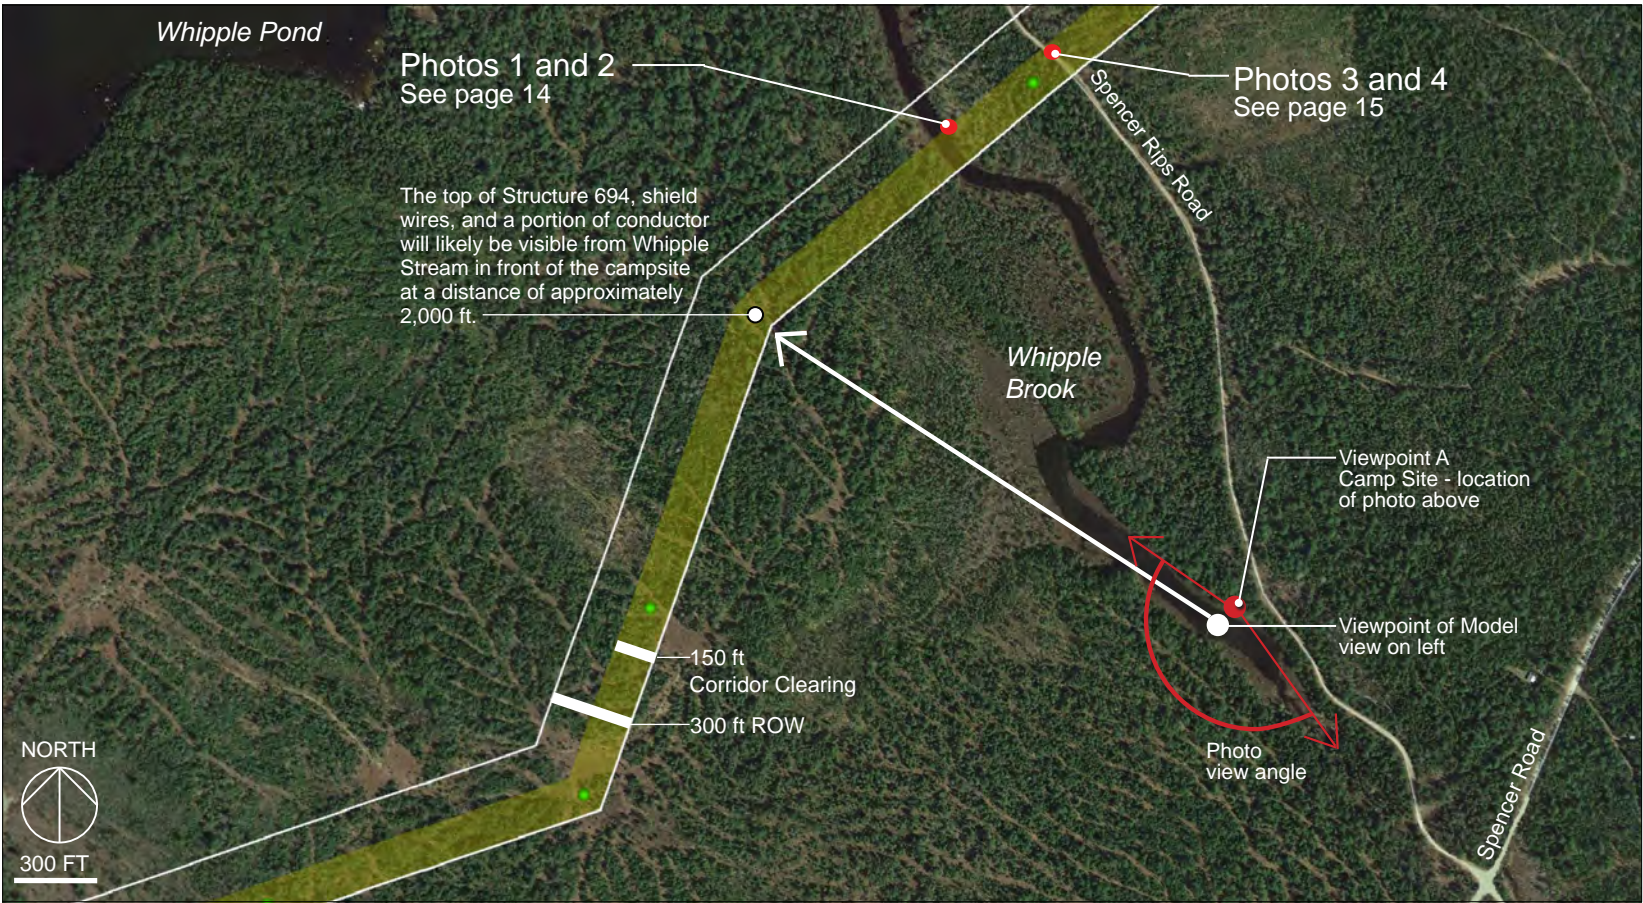 Whipple Pond
Photos 1 and 2
See page 14
Photos 3 and 4
See page 15
Spencer Rips Road
The top of Structure 694, shield
wires, and a portion of conductor
will likely be visible from Whipple
Stream in front of the campsite
at a distance of approximately
2,000 ft.
Whipple
Brook
Viewpoint A
Camp Site - location
of photo above
Viewpoint of Model
view on left
150 ft
Corridor Clearing
300 ft ROW
Photo
view angle
Spencer Road
NORTH
300 FT